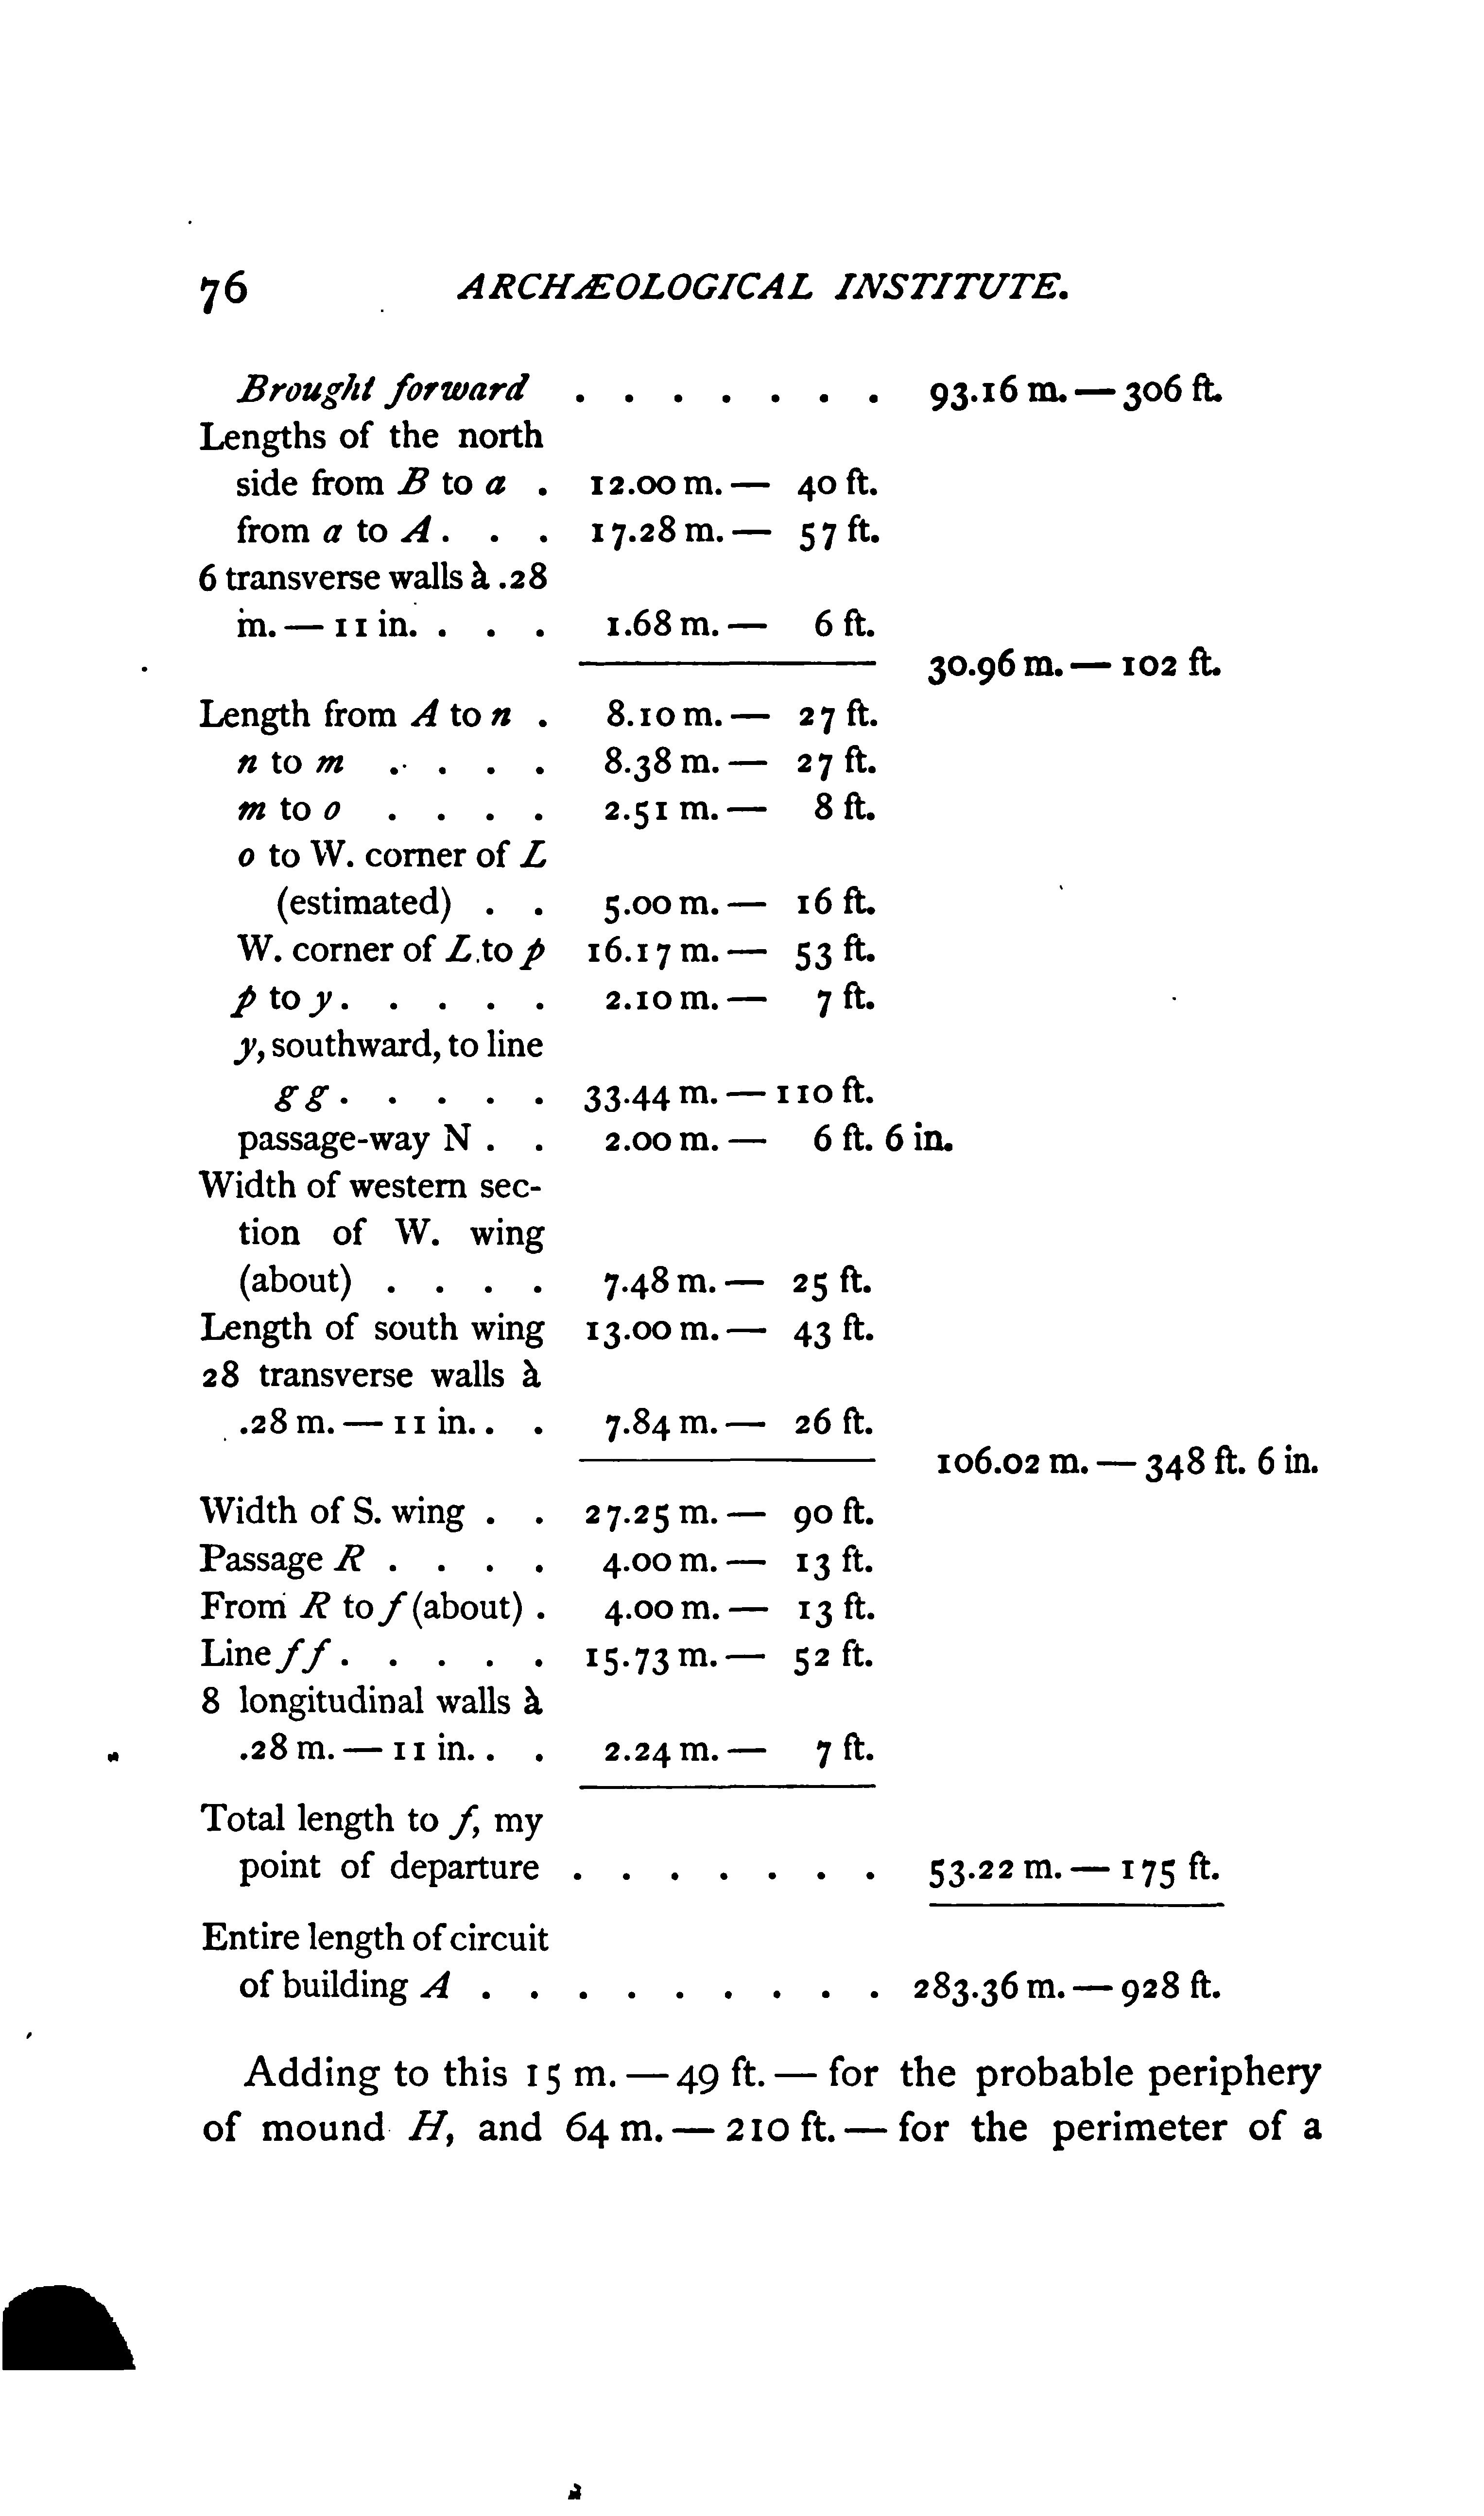 76 ARCHÆOLOGICAL INSTITUTE.
Brought forward . . . . . . . 93.16 m. — 306 ft.
Lengths of the north
side from B to a . 12.00 m. — 40 ft.
from a to A . . . 17.28 m. — 57 ft.
6 transverse walls à .28
m. — 11 in. . . . 1.68 m. — 6 ft.
30.96 m. — 102 ft.
Length from A to n . 8.10 m. — 27 ft.
n to m . . . . 8.38 m. — 27 ft.
m to o . . . . 2.51 m. — 8 ft.
o to W. corner of L
(estimated) . . 5.00 m. — 16 ft.
W. corner of L to p 16.17 m. — 53 ft.
p to y . . . . . 2.10 m. — 7 ft.
y, southward, to line
g g . . . . . 33.44 m. — 110 ft.
passage-way N . . 2.00 m. — 6 ft. 6 in.
Width of western sec-
tion of W. wing
(about) . . . . 7.48 m. — 25 ft.
Length of south wing 13.00 m. — 43 ft.
28 transverse walls à
.28 m. — 11 in. . . 7.84 m. — 26 ft.
106.02 m. — 348 ft. 6 in.
Width of S. wing . . 27.25 m. — 90 ft.
Passage R . . . . 4.00 m. — 13 ft.
From R to f (about) . 4.00 m. — 13 ft.
Line f f . . . . . 15.73 m. — 52 ft.
8 longitudinal walls à
.28 m. — 11 in. . . 2.24 m. — 7 ft.
Total length to f, my
point of departure . . . . . . . 53.22 m. — 175 ft.
Entire length of circuit
of building A . . . . . . . . . 283.36 m. — 928 ft.
Adding to this 15 m. — 49 ft. — for the probable periphery
of mound H, and 64 m. — 210 ft. — for the perimeter of a